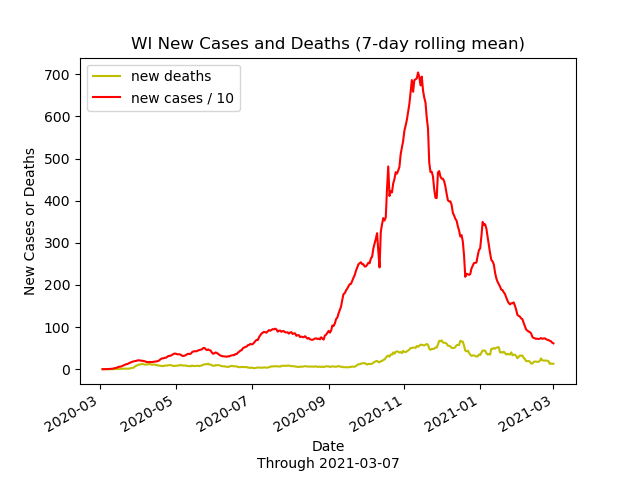 WI New Cases and Deaths (7-day rolling mean)
new deaths
new cases / 10
700
600
500
400
300
200
100
0
New Cases or Deaths
2020-03
2020-05
2020-07
2020-09
2020-11
2021-01
2021-03
Date
Through 2021-03-07